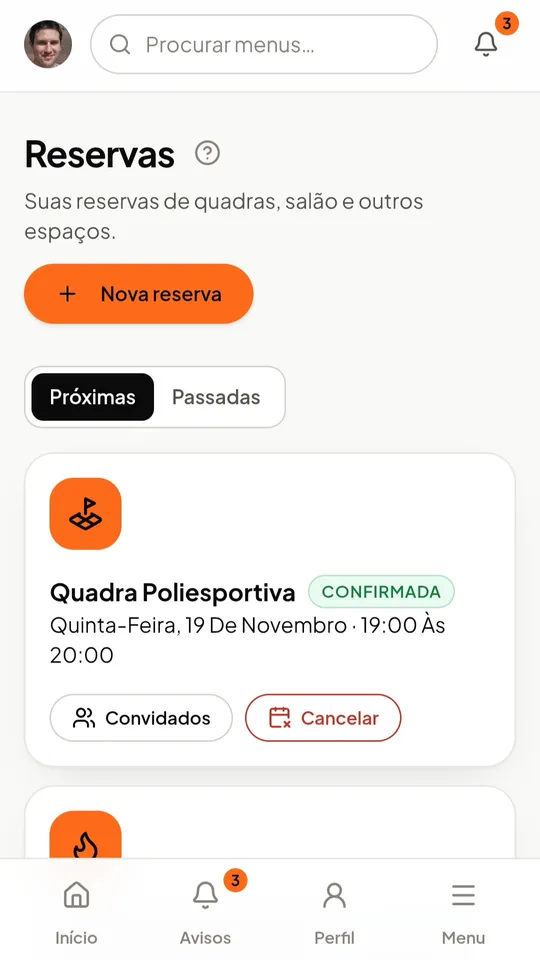 Procurar menus...
3
Reservas
Suas reservas de quadras, salão e outros
espaços.
Nova reserva
Próximas
Passadas
Quadra Poliesportiva
CONFIRMADA
Quinta-Feira, 19 De Novembro · 19:00 Às
20:00
Convidados
Cancelar
3
Início
Avisos
Perfil
Menu